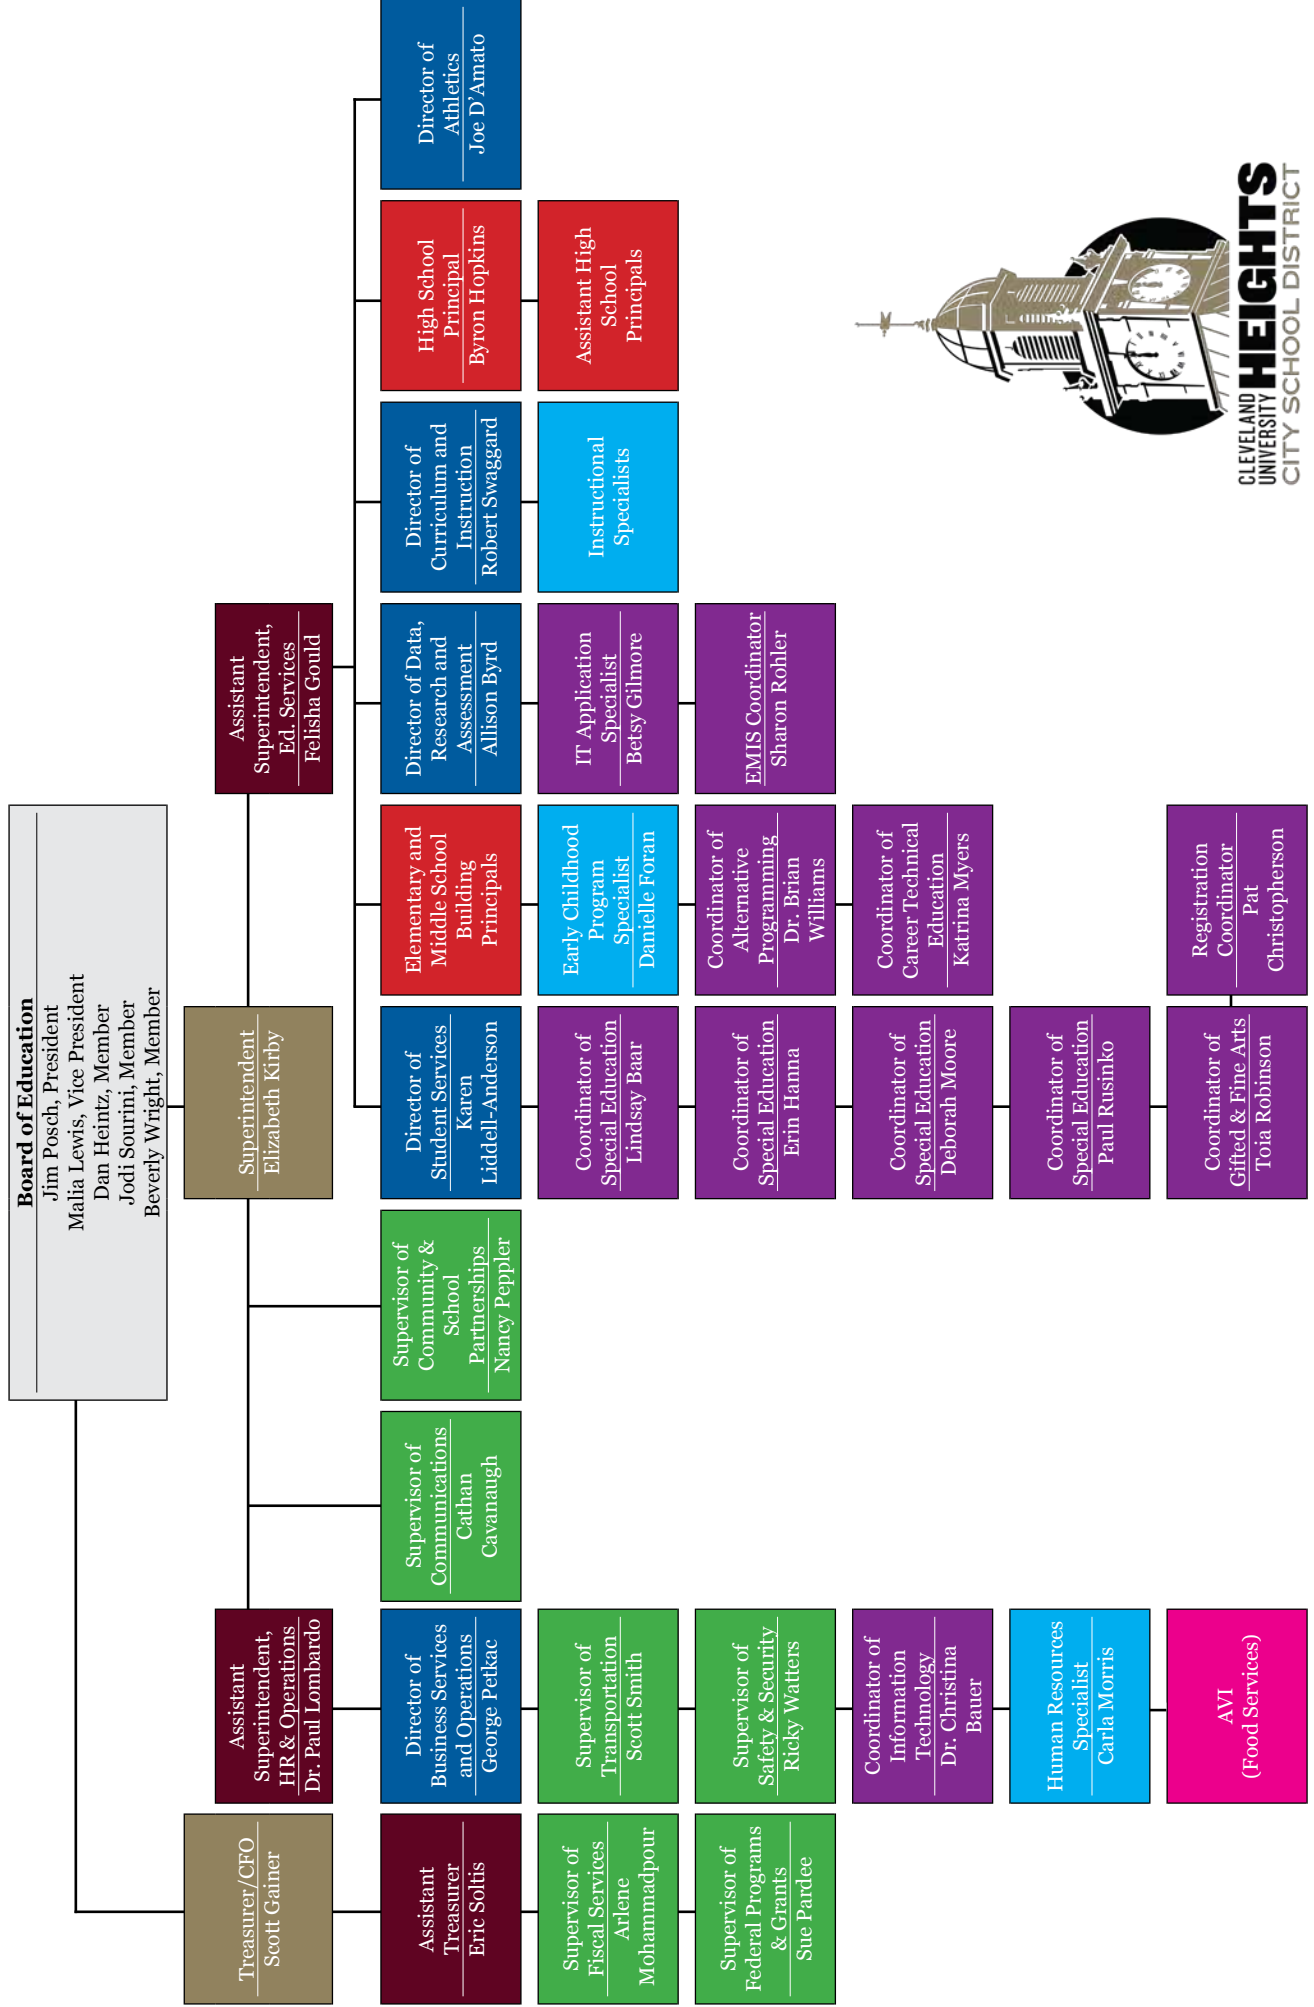 Board of Education
Jim Posch, President
Malia Lewis, Vice President
Dan Heintz, Member
Jodi Sourini, Member
Beverly Wright, Member
Treasurer/CFO
Scott Gainer
Superintendent
Elizabeth Kirby
Assistant
Superintendent,
HR & Operations
Dr. Paul Lombardo
Assistant
Superintendent,
Ed. Services
Felisha Gould
Assistant
Treasurer
Eric Soltis
Director of
Business Services
and Operations
George Petkac
Supervisor of
Communications
Cathan
Cavanaugh
Supervisor of
Community &
School
Partnerships
Nancy Peppler
Director of
Student Services
Karen
Liddell-Anderson
Elementary and
Middle School
Building
Principals
Director of Data,
Research and
Assessment
Allison Byrd
Director of
Curriculum and
Instruction
Robert Swaggard
High School
Principal
Byron Hopkins
Director of
Athletics
Joe D’Amato
Supervisor of
Fiscal Services
Arlene
Mohammadpour
Supervisor of
Transportation
Scott Smith
Coordinator of
Special Education
Lindsay Baar
Early Childhood
Program
Specialist
Danielle Foran
IT Application
Specialist
Betsy Gilmore
Instructional
Specialists
Assistant High
School
Principals
Supervisor of
Federal Programs
& Grants
Sue Pardee
Supervisor of
Safety & Security
Ricky Watters
Coordinator of
Special Education
Erin Hanna
Coordinator of
Alternative
Programming
Dr. Brian
Williams
EMIS Coordinator
Sharon Rohler
Coordinator of
Information
Technology
Dr. Christina
Bauer
Coordinator of
Special Education
Deborah Moore
Coordinator of
Career Technical
Education
Katrina Myers
Human Resources
Specialist
Carla Morris
Coordinator of
Special Education
Paul Rusinko
AVI
(Food Services)
Coordinator of
Gifted & Fine Arts
Toia Robinson
Registration
Coordinator
Pat
Christopherson
CLEVELAND
UNIVERSITY
HEIGHTS
CITY SCHOOL DISTRICT